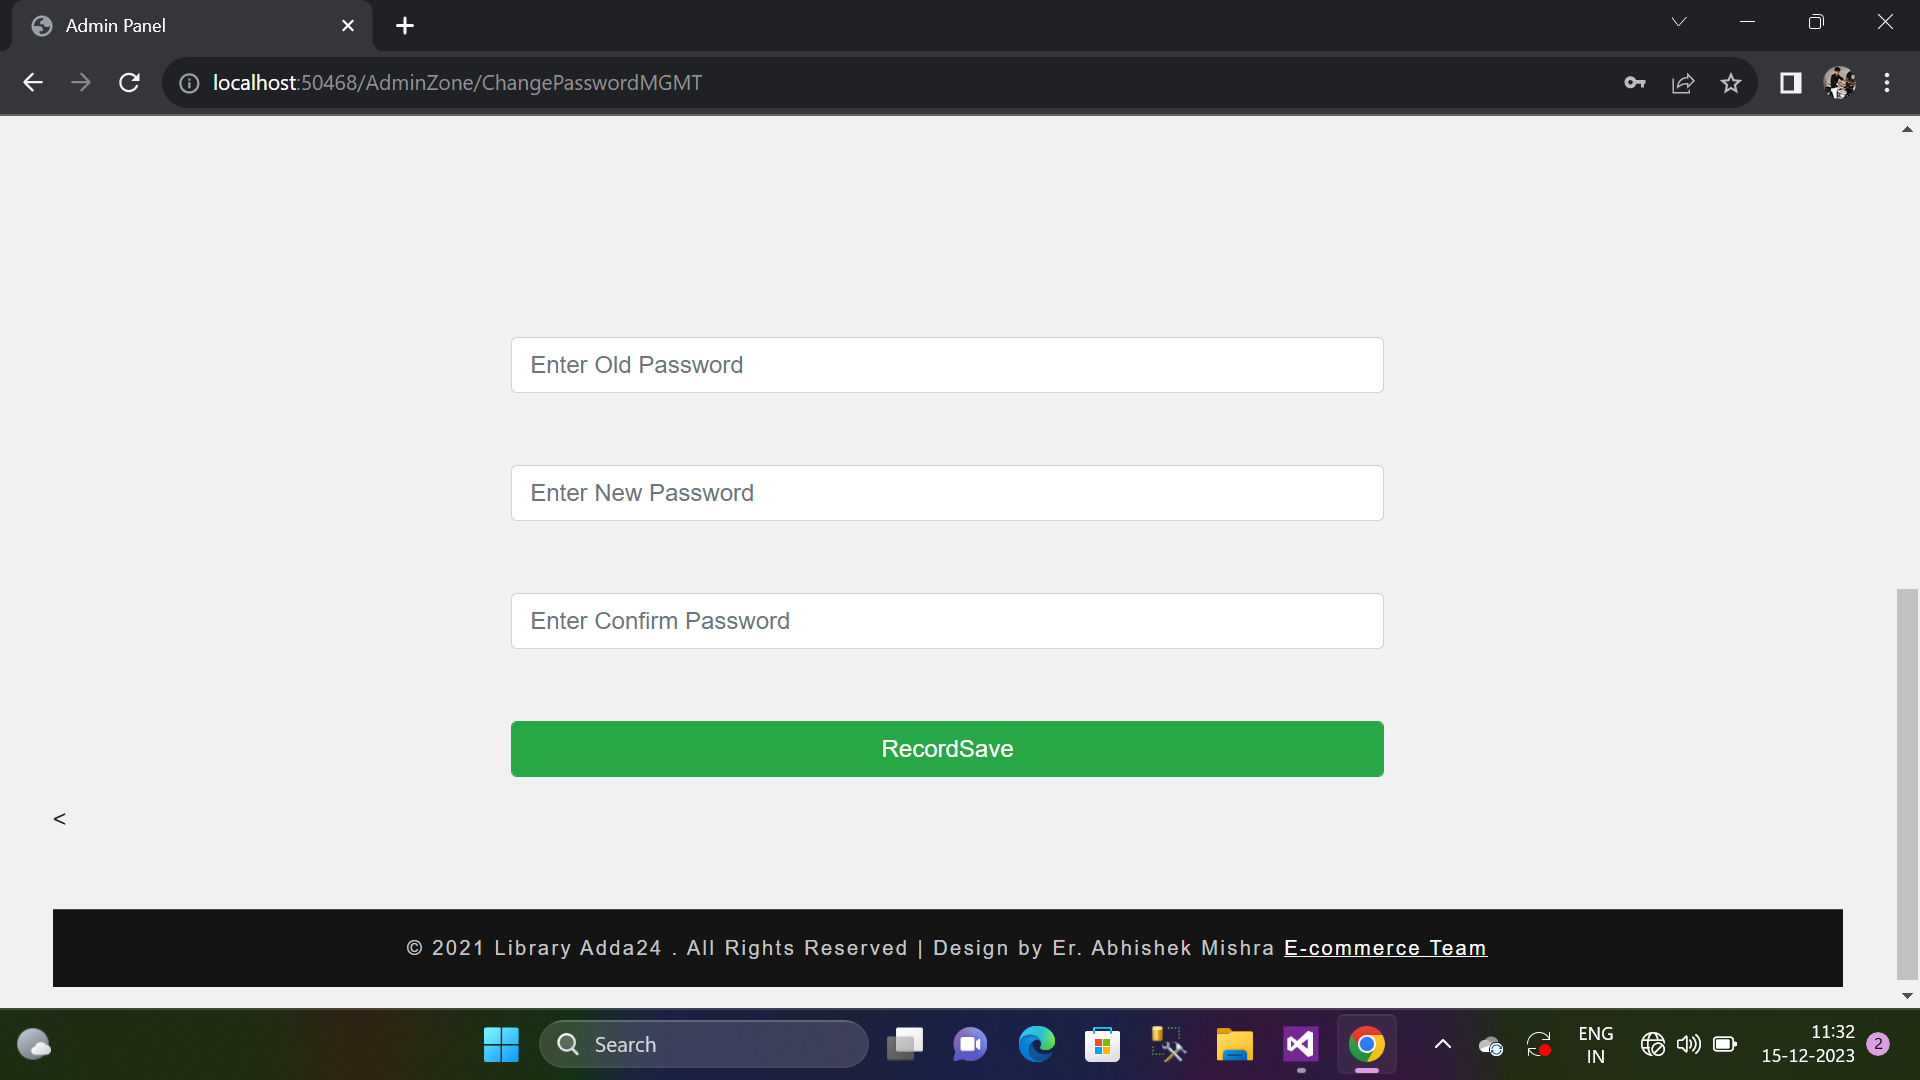 Admin Panel
localhost:50468/AdminZone/ChangePasswordMGMT
Enter Old Password
Enter New Password
Enter Confirm Password
RecordSave
<
© 2021 Library Adda24 . All Rights Reserved | Design by Er. Abhishek Mishra E-commerce Team
Search
ENG
IN
11:32
15-12-2023
2